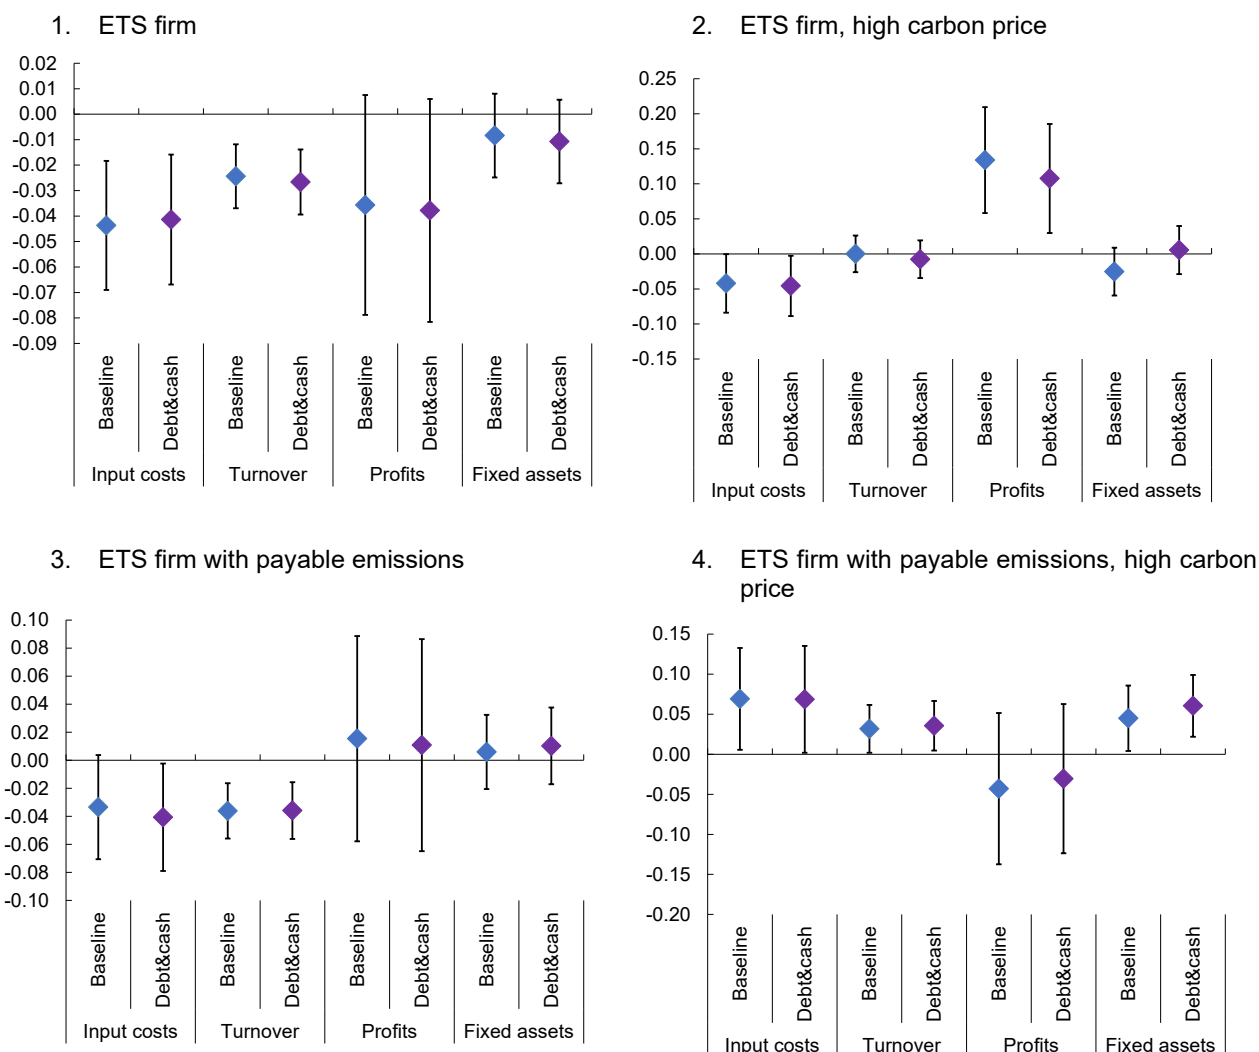 1. ETS firm
0.02
0.01
0.00
-0.01
-0.02
-0.03
-0.04
-0.05
-0.06
-0.07
-0.08
-0.09
Baseline
Debt&cash
Baseline
Debt&cash
Baseline
Debt&cash
Baseline
Debt&cash
Input costs Turnover Profits Fixed assets
2. ETS firm, high carbon price
0.25
0.20
0.15
0.10
0.05
0.00
-0.05
-0.10
-0.15
Baseline
Debt&cash
Baseline
Debt&cash
Baseline
Debt&cash
Baseline
Debt&cash
Input costs Turnover Profits Fixed assets
3. ETS firm with payable emissions
0.10
0.08
0.06
0.04
0.02
0.00
-0.02
-0.04
-0.06
-0.08
-0.10
Baseline
Debt&cash
Baseline
Debt&cash
Baseline
Debt&cash
Baseline
Debt&cash
Input costs Turnover Profits Fixed assets
4. ETS firm with payable emissions, high carbon
price
0.15
0.10
0.05
0.00
-0.05
-0.10
-0.15
-0.20
Baseline
Debt&cash
Baseline
Debt&cash
Baseline
Debt&cash
Baseline
Debt&cash
Input costs Turnover Profits Fixed assets